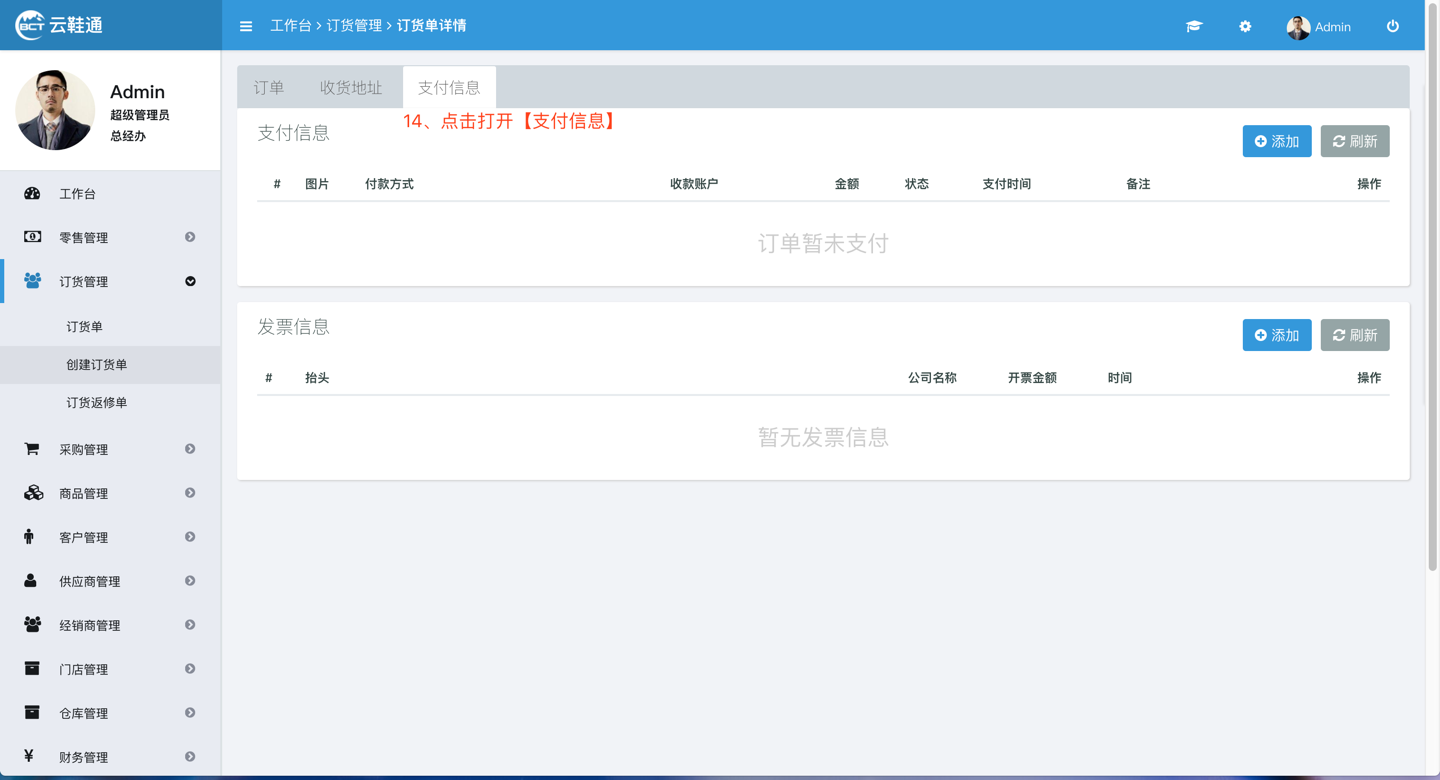 BCT 云鞋通
工作台 > 订货管理 > 订货单详情
Admin
Admin
超级管理员
总经办
工作台
零售管理
订货管理
订货单
创建订货单
订货返修单
采购管理
商品管理
客户管理
供应商管理
经销商管理
门店管理
仓库管理
¥ 财务管理
订单 收货地址 支付信息
14、点击打开【支付信息】
支付信息
添加 刷新
# 图片 付款方式 收款账户 金额 状态 支付时间 备注 操作
订单暂未支付
发票信息
添加 刷新
# 抬头 公司名称 开票金额 时间 操作
暂无发票信息